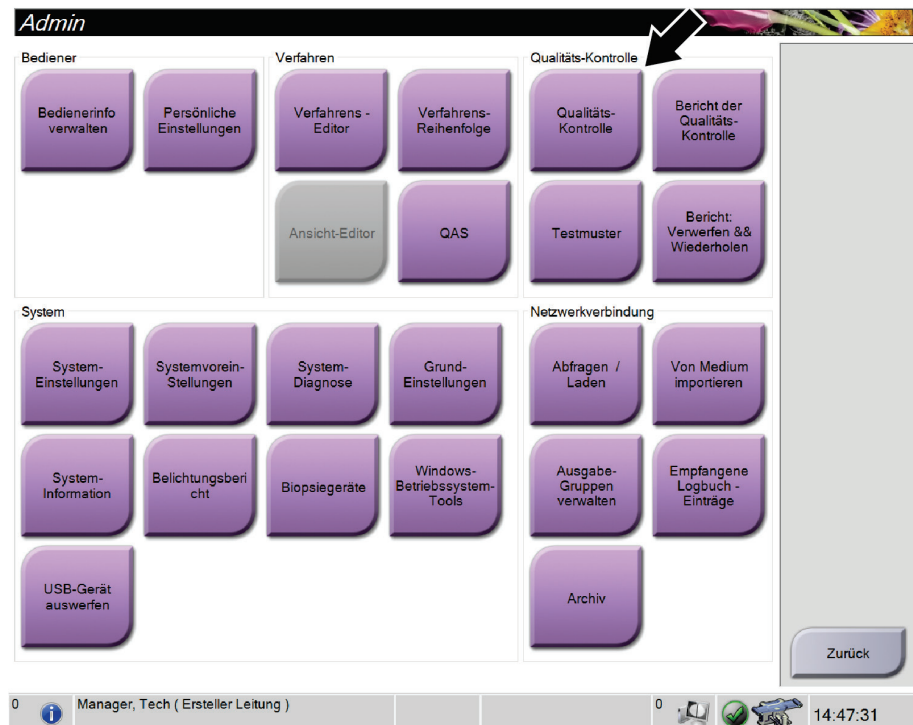 Admin
Bediener
Bedienerinfo
verwalten
Persönliche
Einstellungen
Verfahren
Verfahrens -
Editor
Verfahrens-
Reihenfolge
Ansicht-Editor
QAS
Qualitäts-Kontrolle
Qualitäts-
Kontrolle
Bericht der
Qualitäts-
Kontrolle
Testmuster
Bericht:
Verwerfen &&
Wiederholen
System
System-
Einstellungen
Systemvorein-
Stellungen
System-
Diagnose
Grund-
Einstellungen
System-
Information
Belichtungsberi
cht
Biopsiegeräte
Windows-
Betriebssystem-
Tools
USB-Gerät
auswerfen
Netzwerkverbindung
Abfragen /
Laden
Von Medium
importieren
Ausgabe-
Gruppen
verwalten
Empfangene
Logbuch -
Einträge
Archiv
Zurück
0
Manager, Tech ( Ersteller Leitung )
0
14:47:31